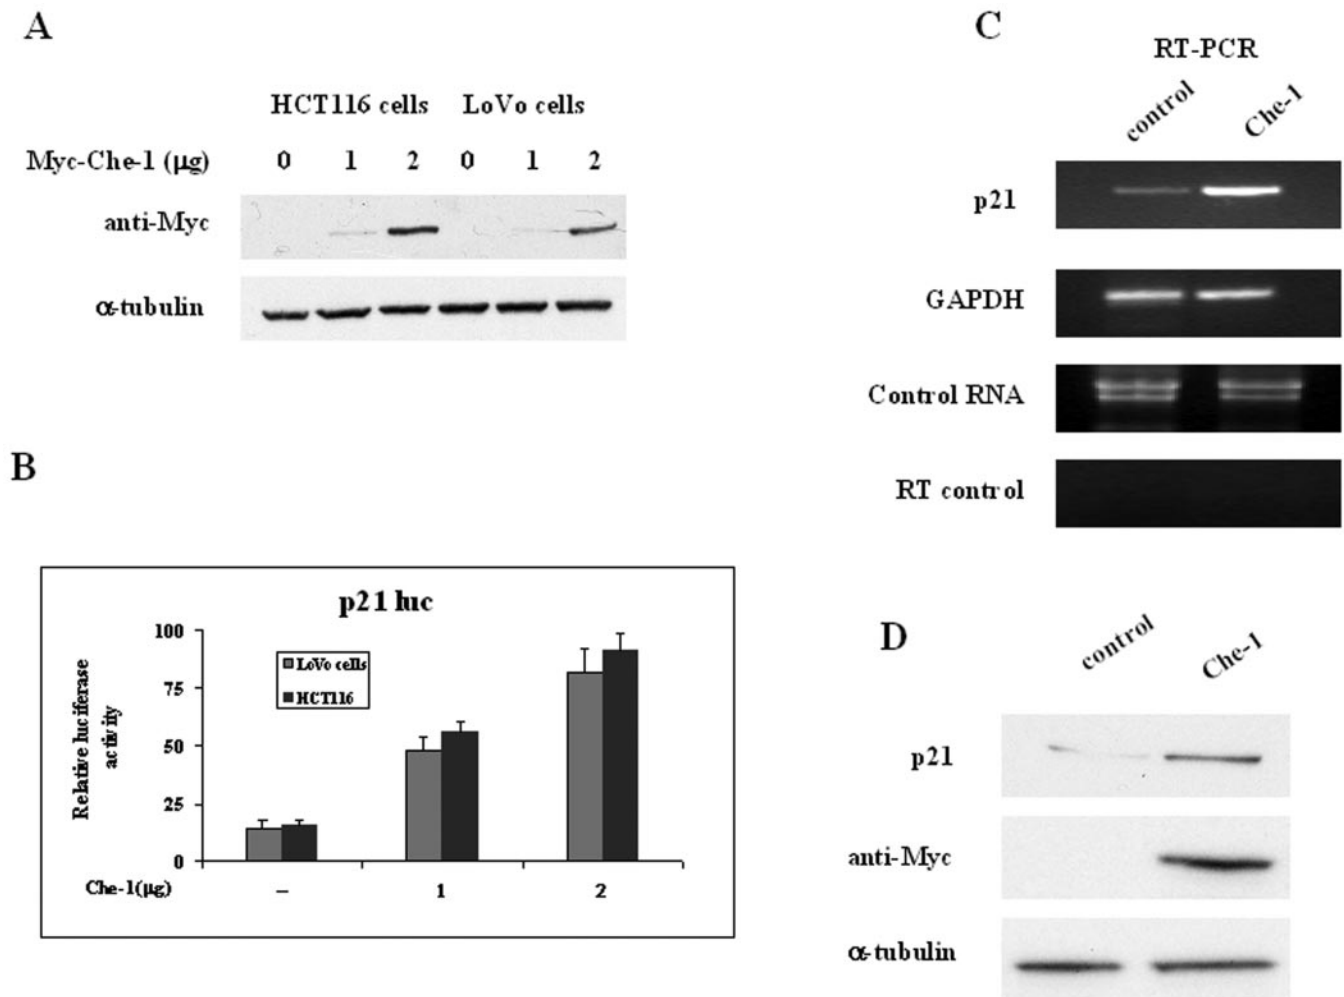 A
HCT116 cells LoVo cells
Myc-Che-1 (µg) 0 1 2 0 1 2
anti-Myc
α-tubulin
B
p21 luc
100
75
50
25
0
Relative luciferase
activity
LoVo cells
HCT116
Che-1(µg) – 1 2
C
RT-PCR
control Che-1
p21
GAPDH
Control RNA
RT control
D
control Che-1
p21
anti-Myc
α-tubulin